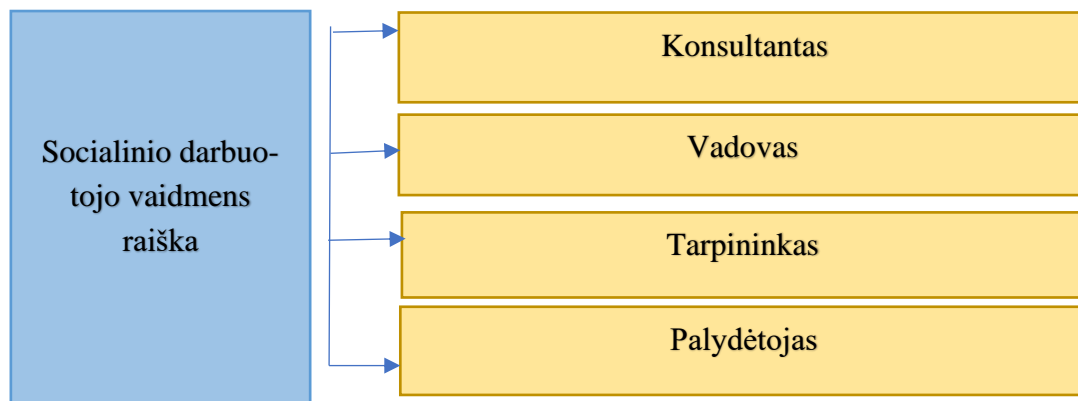 Socialinio darbuo-
tojo vaidmens
raiška
Konsultantas
Vadovas
Tarpininkas
Palydėtojas